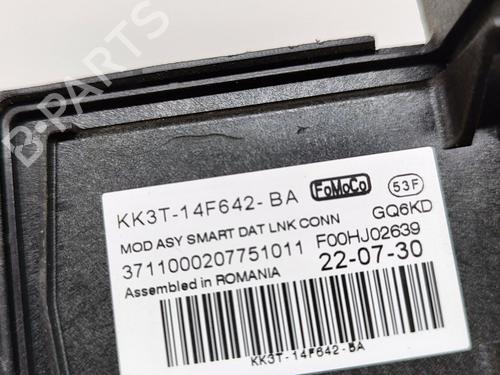 B-PARTS
KK3T-14F642-BA FoMoCo 53F
MOD ASY SMART DAT LNK CONN GQ6KD
3711000207751011 F00HJ02639
Assembled in ROMANIA 22-07-30
KK3T-14F642-BA